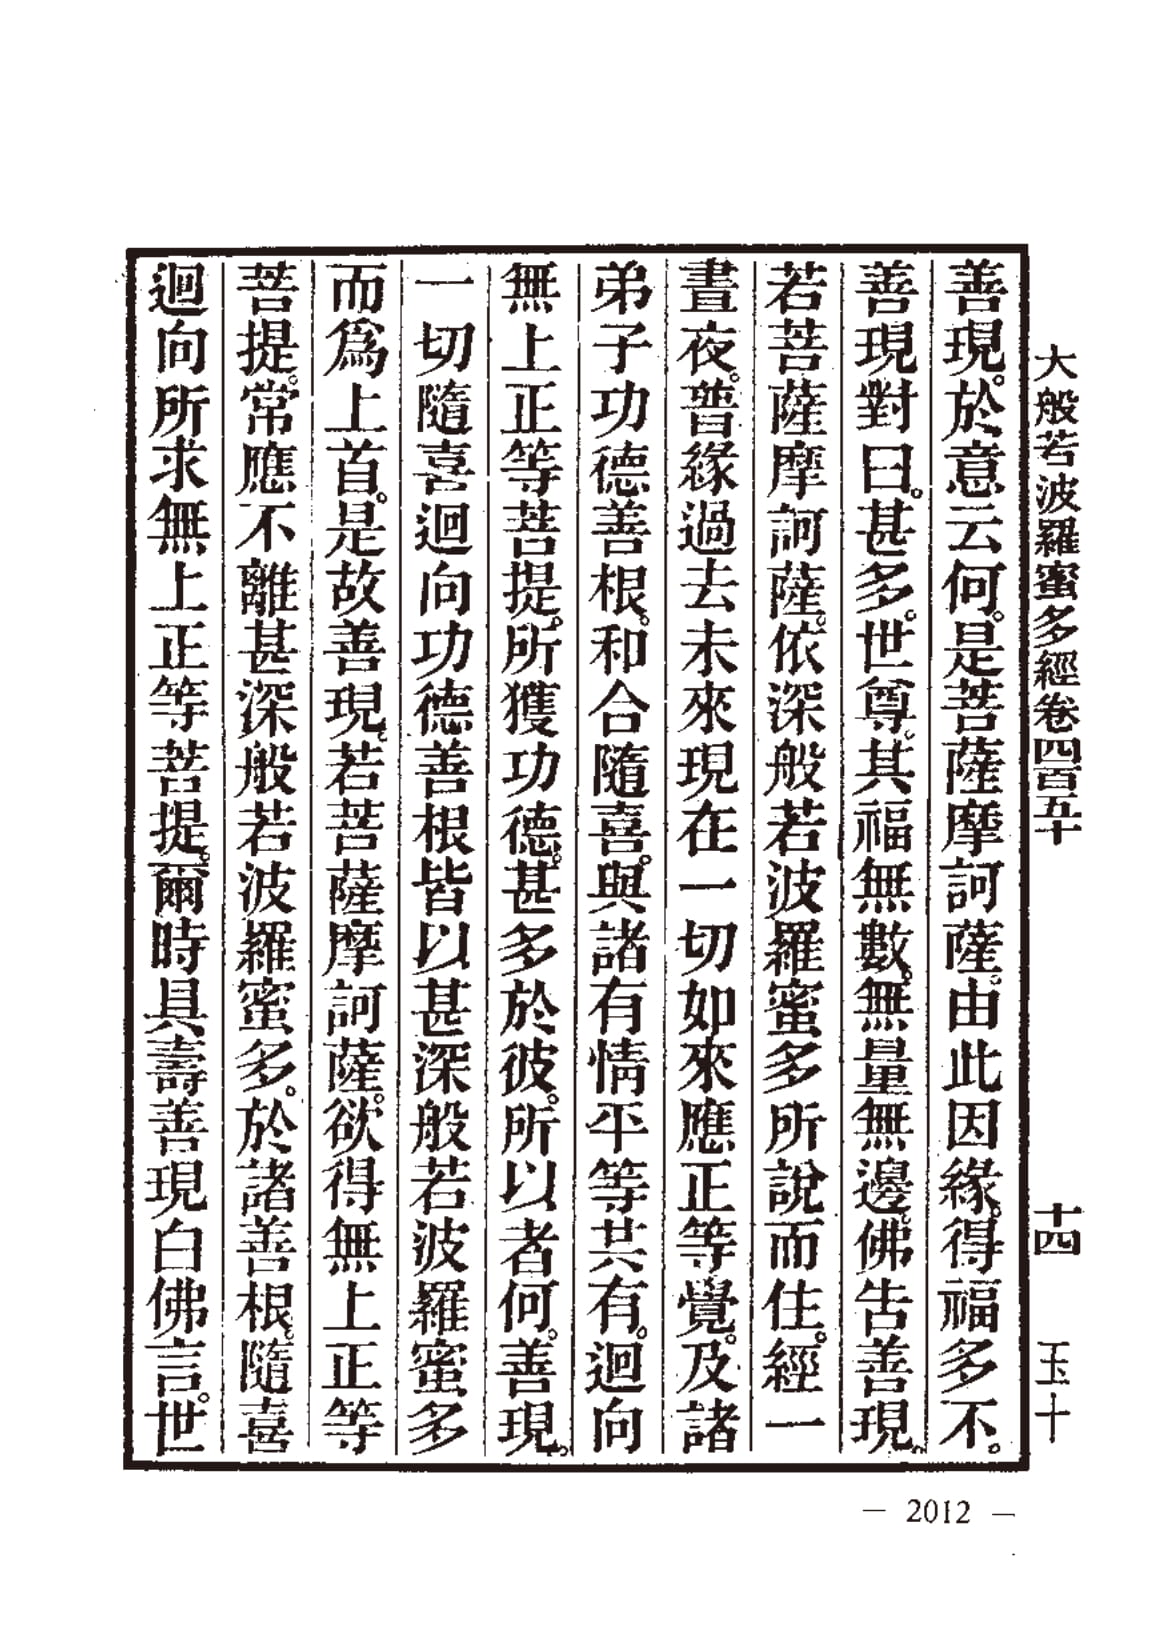 大般若波羅蜜多經卷四百五十 十四 玉十
善現。於意云何。是菩薩摩訶薩。由此因緣。得福多不。
善現對曰。甚多。世尊。其福無數。無量無邊。佛告善現。
若菩薩摩訶薩。依深般若波羅蜜多所說而住。經一
晝夜。普緣過去未來現在一切如來應正等覺。及諸
弟子功德善根。和合隨喜。與諸有情平等共有。迴向
無上正等菩提。所獲功德。甚多於彼。所以者何。善現。
一切隨喜迴向功德善根皆以甚深般若波羅蜜多
而爲上首。是故善現。若菩薩摩訶薩。欲得無上正等
菩提。常應不離甚深般若波羅蜜多。於諸善根。隨喜
迴向所求無上正等菩提。爾時具壽善現白佛言。世
— 2012 —